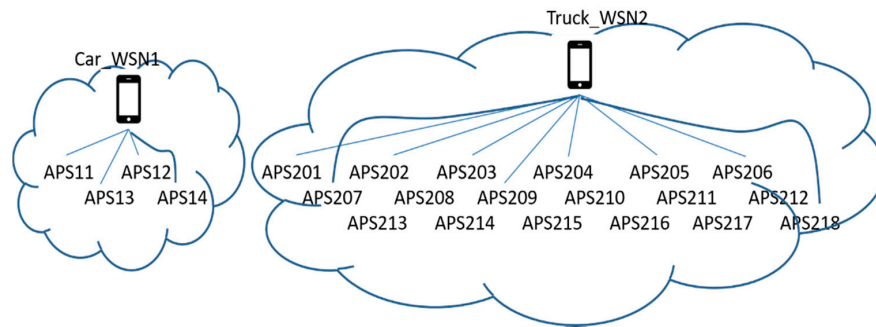 Car_WSN1
APS11 APS12
APS13 APS14
Truck_WSN2
APS201 APS202 APS203 APS204 APS205 APS206
APS207 APS208 APS209 APS210 APS211 APS212
APS213 APS214 APS215 APS216 APS217 APS218